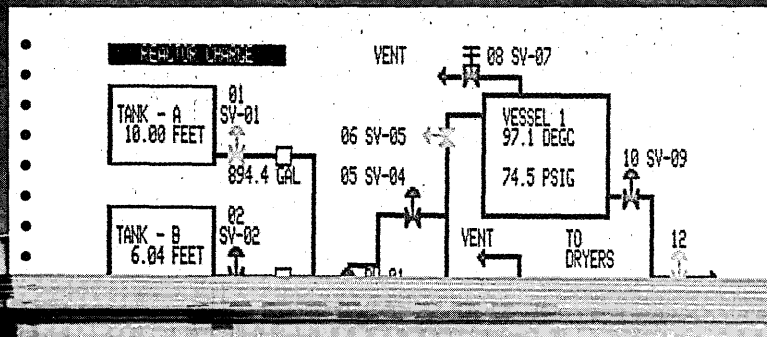 REACTOR CHARGE
VENT
08 SV-07
TANK - A
10.00 FEET
01
SV-01
894.4 GAL
06 SV-05
05 SV-04
VESSEL 1
97.1 DEGC
74.5 PSIG
10 SV-09
TANK - B
6.04 FEET
02
SV-02
VENT
TO
DRYERS
12